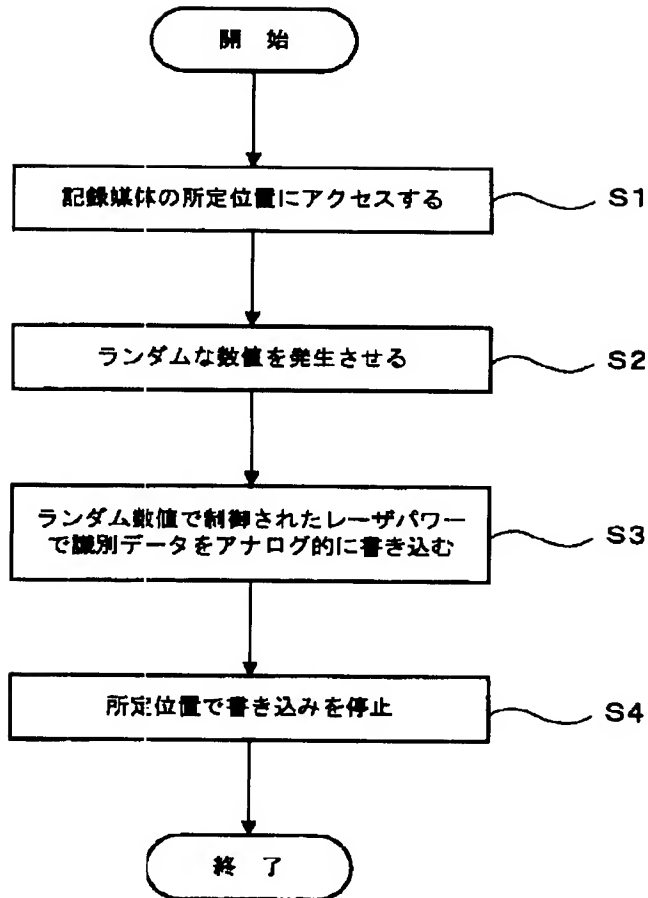 開 始
記録媒体の所定位置にアクセスする
S1
ランダムな数値を発生させる
S2
ランダム数値で制御されたレーザパワー
で識別データをアナログ的に書き込む
S3
所定位置で書き込みを停止
S4
終 了